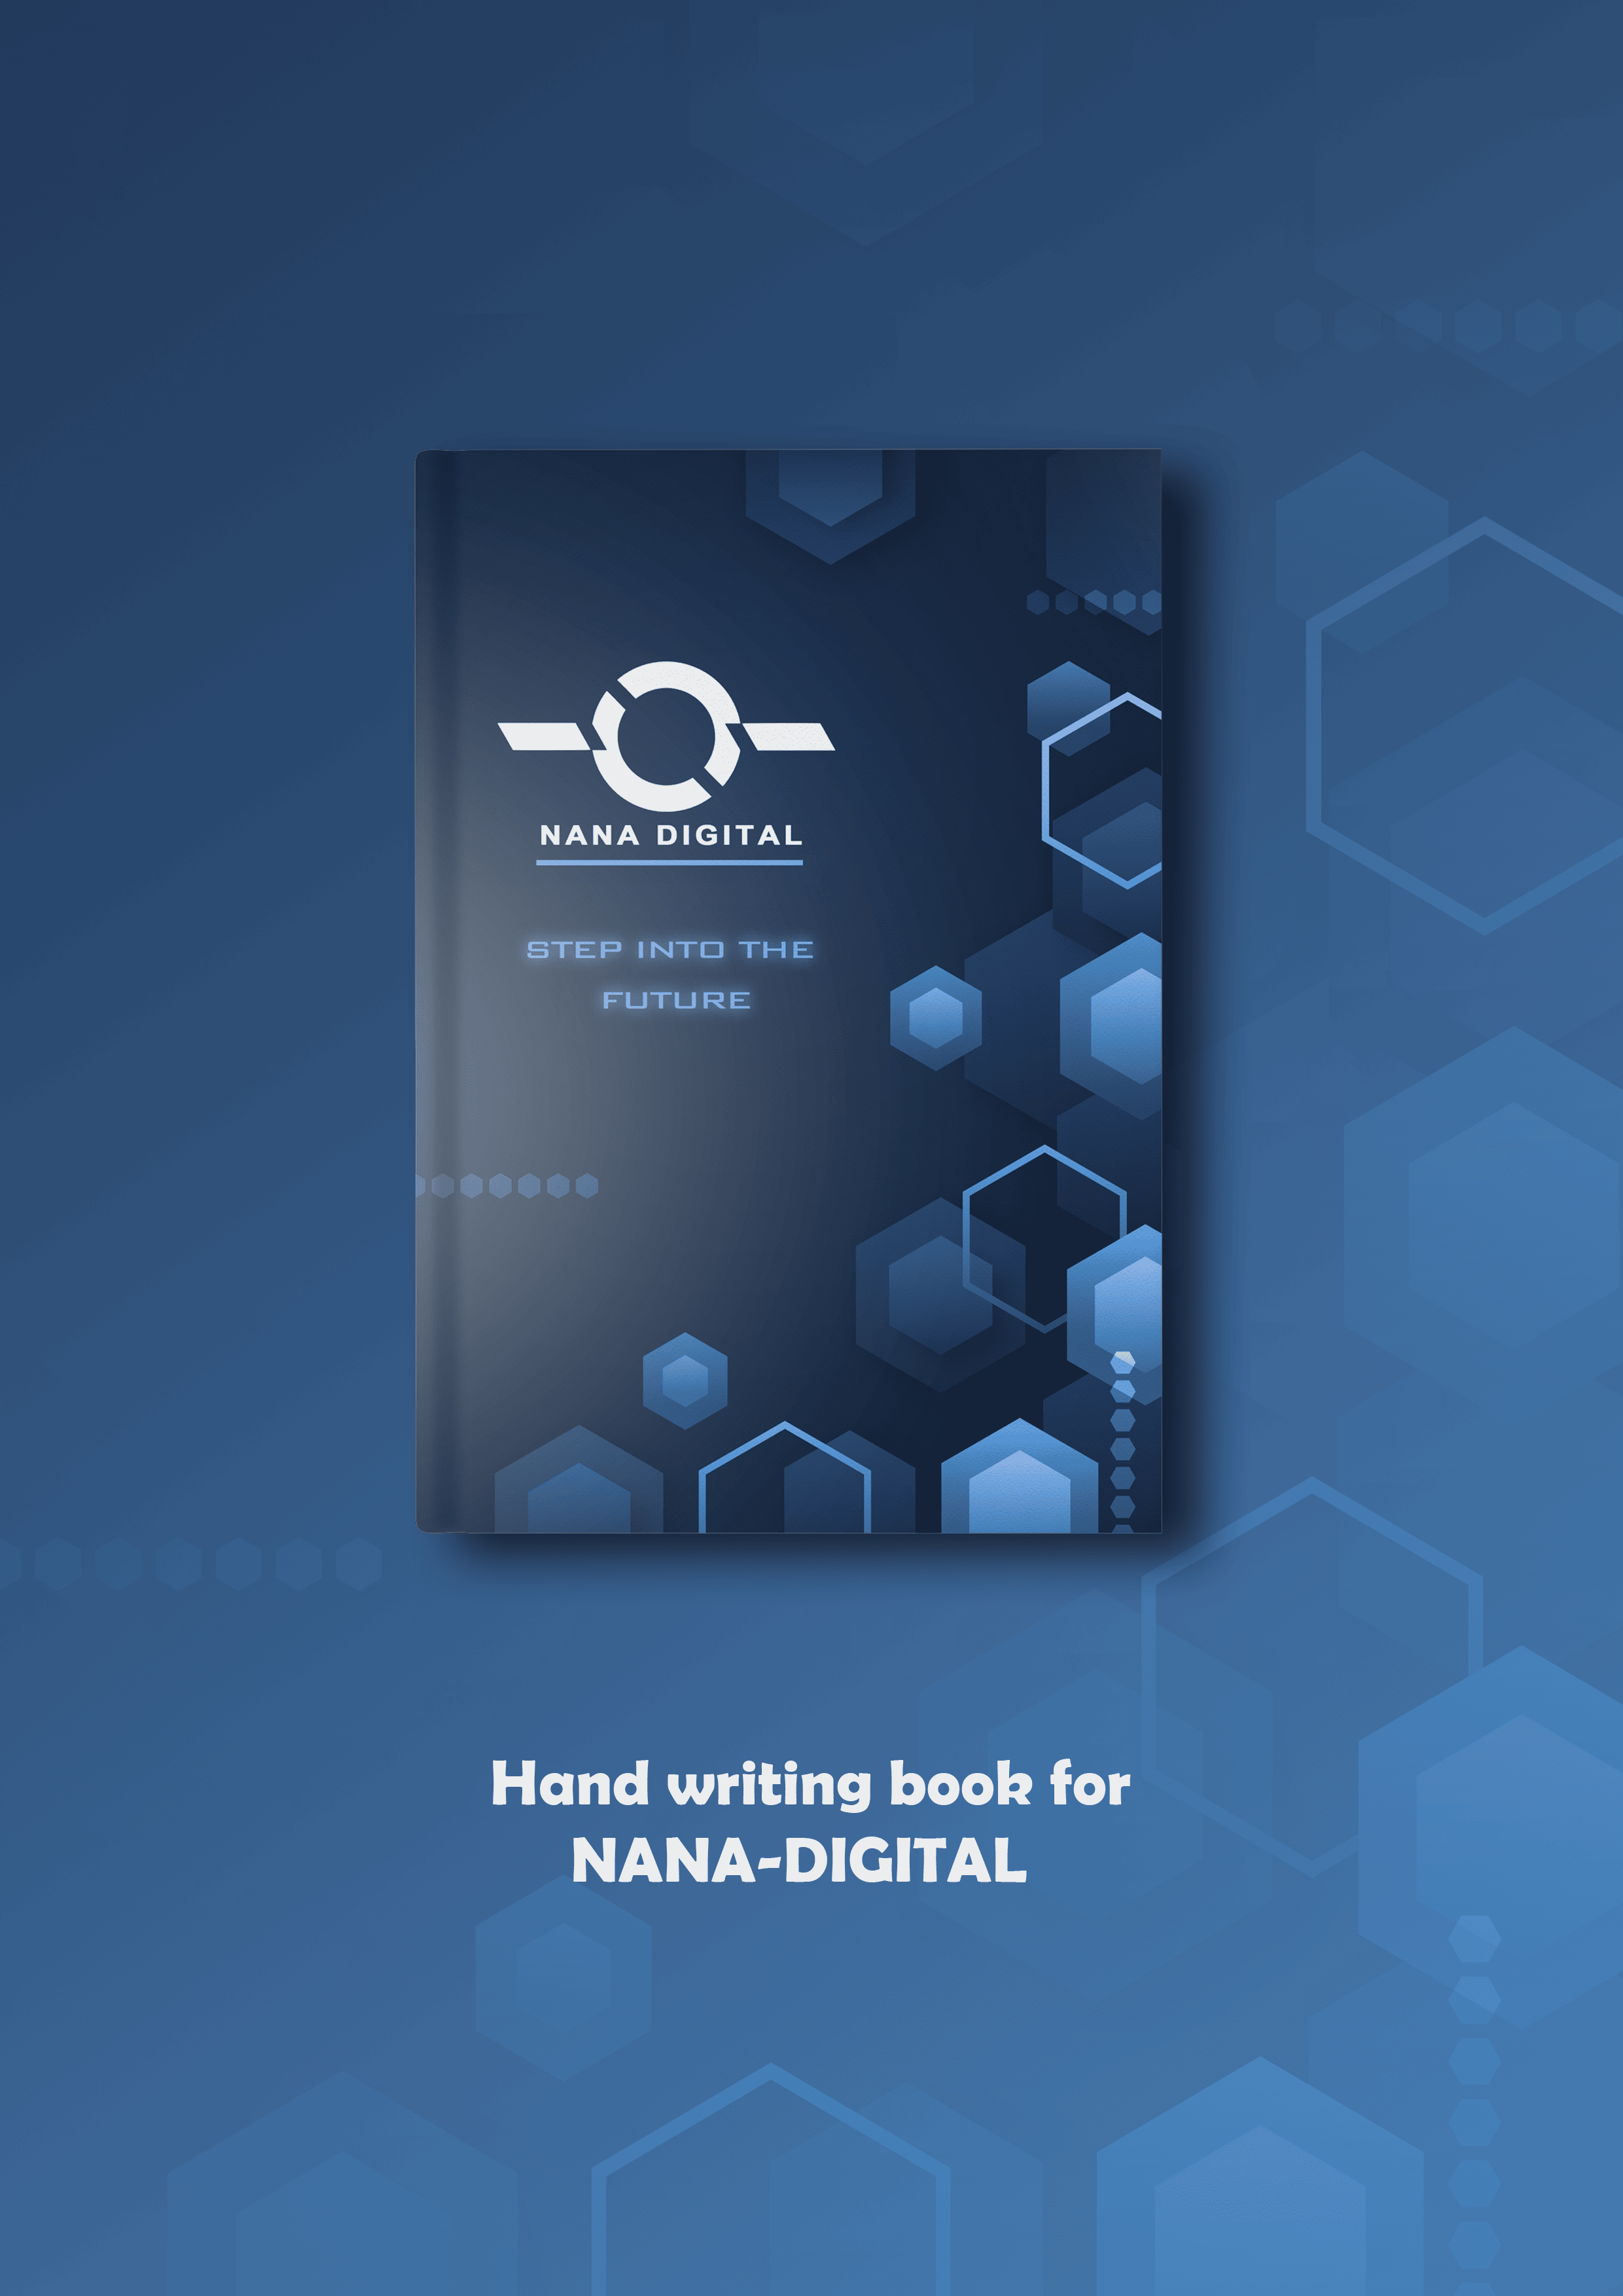 NANA DIGITAL
STEP INTO THE
FUTURE
Hand writing book for
NANA-DIGITAL